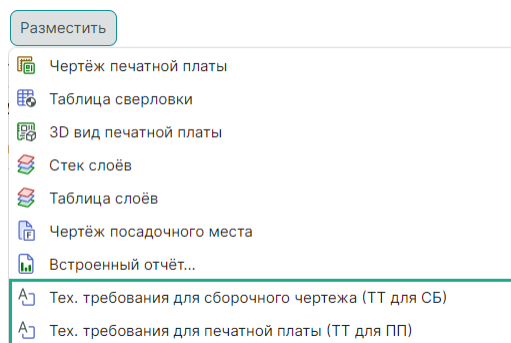 Разместить
Чертёж печатной платы
Таблица сверловки
3D вид печатной платы
Стек слоёв
Таблица слоёв
Чертёж посадочного места
Встроенный отчёт...
Тех. требования для сборочного чертежа (ТТ для СБ)
Тех. требования для печатной платы (ТТ для ПП)